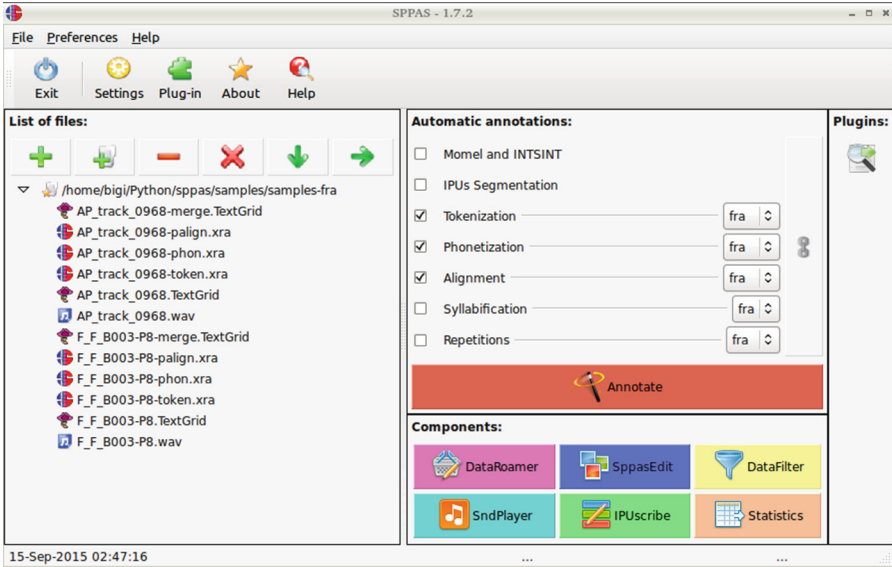 SPPAS - 1.7.2
File Preferences Help
Exit Settings Plug-in About Help
List of files:
/home/bigi/Python/sppas/samples/samples-fra
AP_track_0968-merge.TextGrid
AP_track_0968-palign.xra
AP_track_0968-phon.xra
AP_track_0968-token.xra
AP_track_0968.TextGrid
AP_track_0968.wav
F_F_B003-P8-merge.TextGrid
F_F_B003-P8-palign.xra
F_F_B003-P8-phon.xra
F_F_B003-P8-token.xra
F_F_B003-P8.TextGrid
F_F_B003-P8.wav
Automatic annotations:
Momel and INTSINT
IPUs Segmentation
Tokenization fra
Phonetization fra
Alignment fra
Syllabification fra
Repetitions fra
Annotate
Components:
DataRoamer SppasEdit DataFilter
SndPlayer IPUscribe Statistics
Plugins:
15-Sep-2015 02:47:16 ... ...